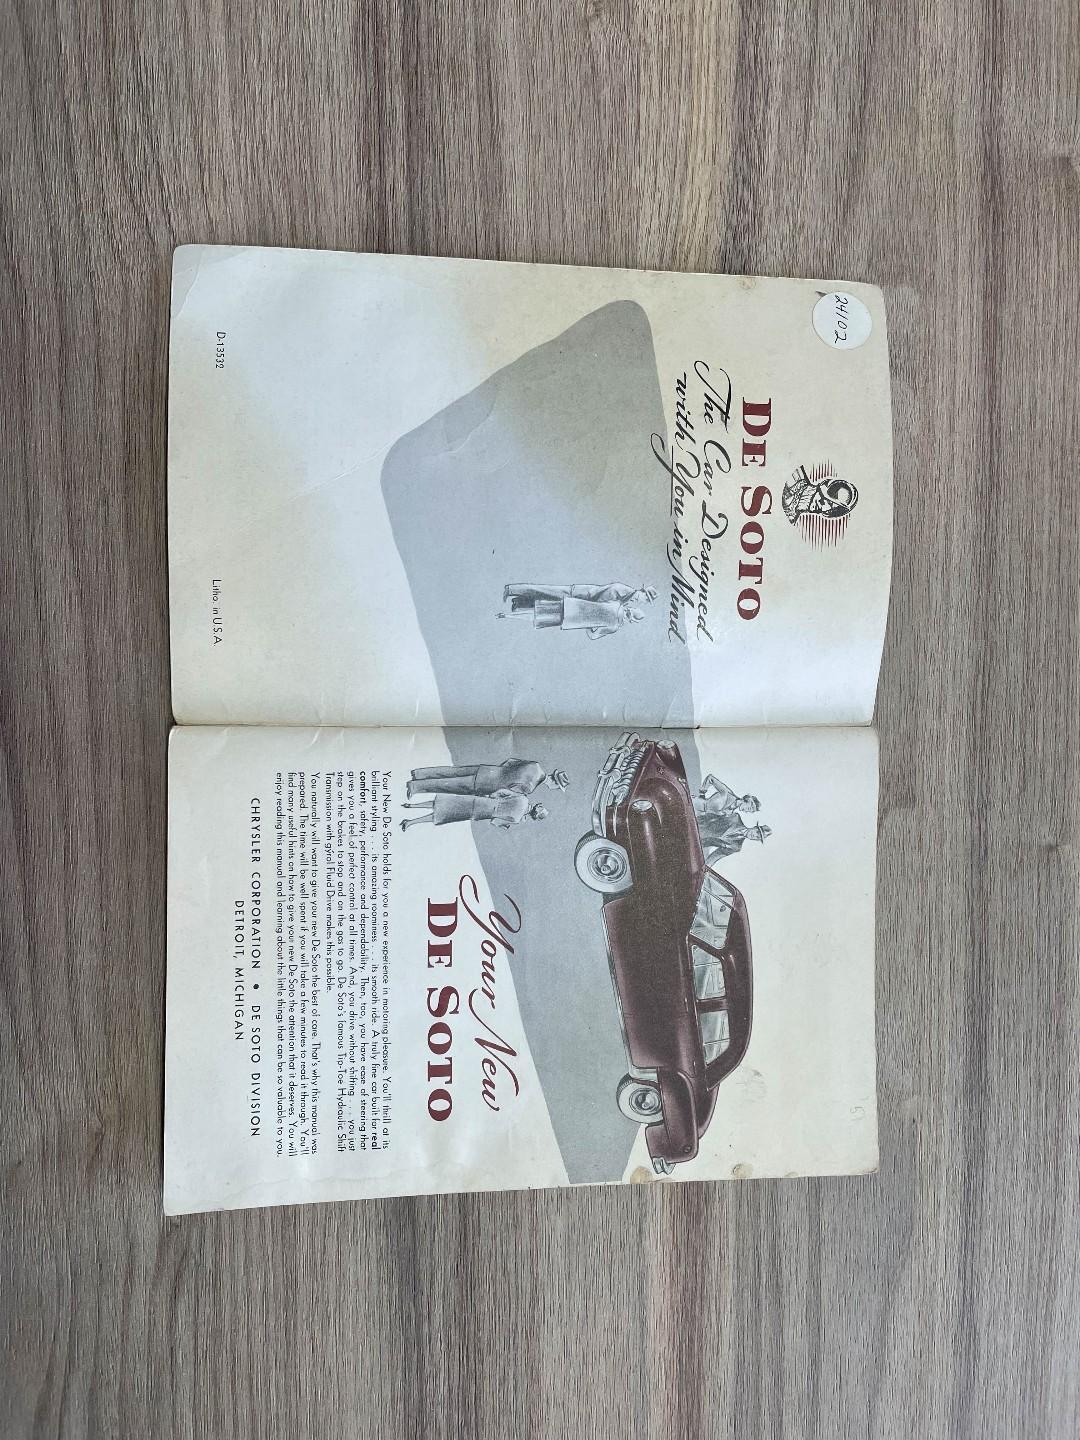 24102
DE SOTO
The Car Designed
with You in Mind
D-13532
Litho. in U.S.A.
Your New
DE SOTO
Your New De Soto holds for you a new experience in motoring pleasure. You'll thrill at its
brilliant styling . . . its amazing roominess . . . its smooth ride. A truly fine car built for real
comfort, safety, performance and dependability. Then, too, you have ease of steering that
gives you a feel of perfect control at all times. And, you drive without shifting . . . you just
step on the brakes to stop and on the gas to go. De Soto's famous Tip-Toe Hydraulic Shift
Transmission with gýrol Fluid Drive makes this possible.
You naturally will want to give your new De Soto the best of care. That's why this manual was
prepared. The time will be well spent if you will take a few minutes to read it through. You'll
find many useful hints on how to give your new De Soto the attention that it deserves. You will
enjoy reading this manual and learning about the little things that can be so valuable to you.
CHRYSLER CORPORATION • DE SOTO DIVISION
DETROIT, MICHIGAN